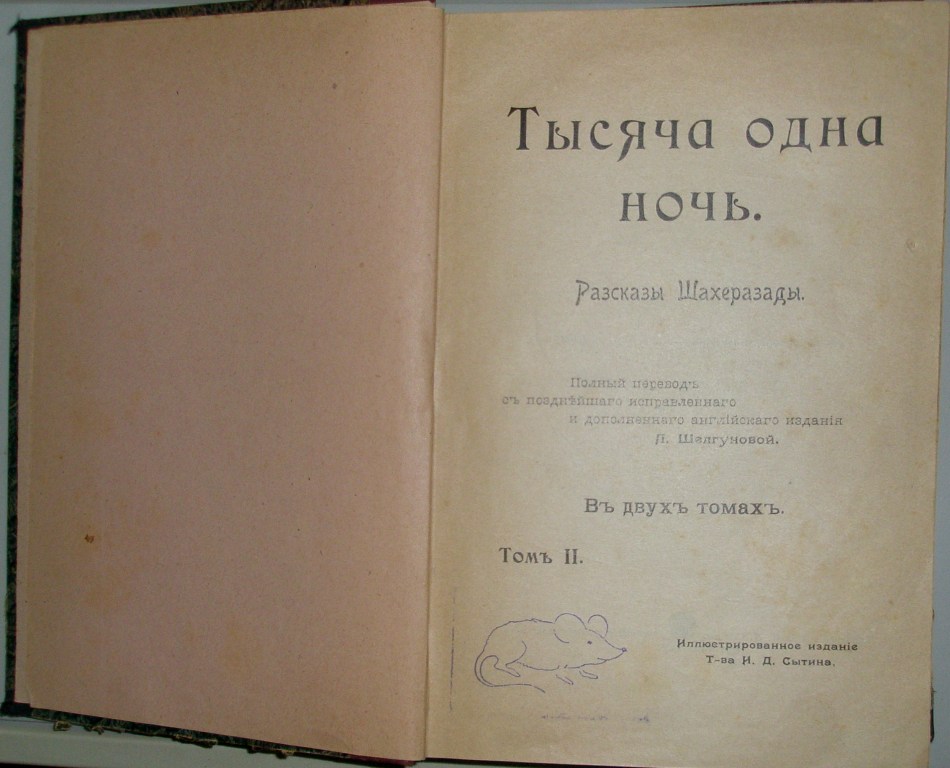 Тысяча одна
ночь.
Разсказы Шахеразады.
Полный переводъ
съ позднѣйшаго исправленнаго
и дополненнаго англійскаго изданія
Л. Шелгуновой.
Въ двухъ томахъ.
Томъ II.
Иллюстрированное изданіе
Т-ва И. Д. Сытина.